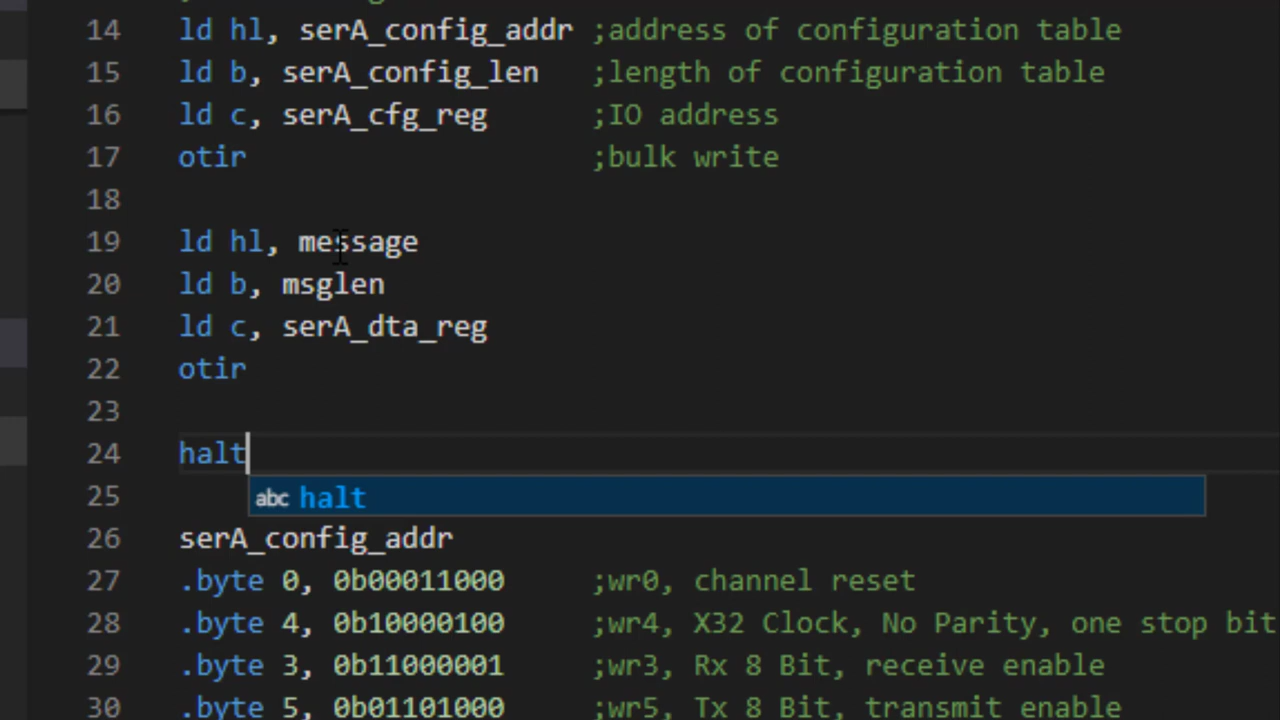 14 ld hl, serA_config_addr ;address of configuration table
15 ld b, serA_config_len ;length of configuration table
16 ld c, serA_cfg_reg ;IO address
17 otir ;bulk write
18
19 ld hl, message
20 ld b, msglen
21 ld c, serA_dta_reg
22 otir
23
24 halt
25 abc halt
26 serA_config_addr
27 .byte 0, 0b00011000 ;wr0, channel reset
28 .byte 4, 0b10000100 ;wr4, X32 Clock, No Parity, one stop bit
29 .byte 3, 0b11000001 ;wr3, Rx 8 Bit, receive enable
30 .byte 5, 0b01101000 ;wr5, Tx 8 Bit, transmit enable